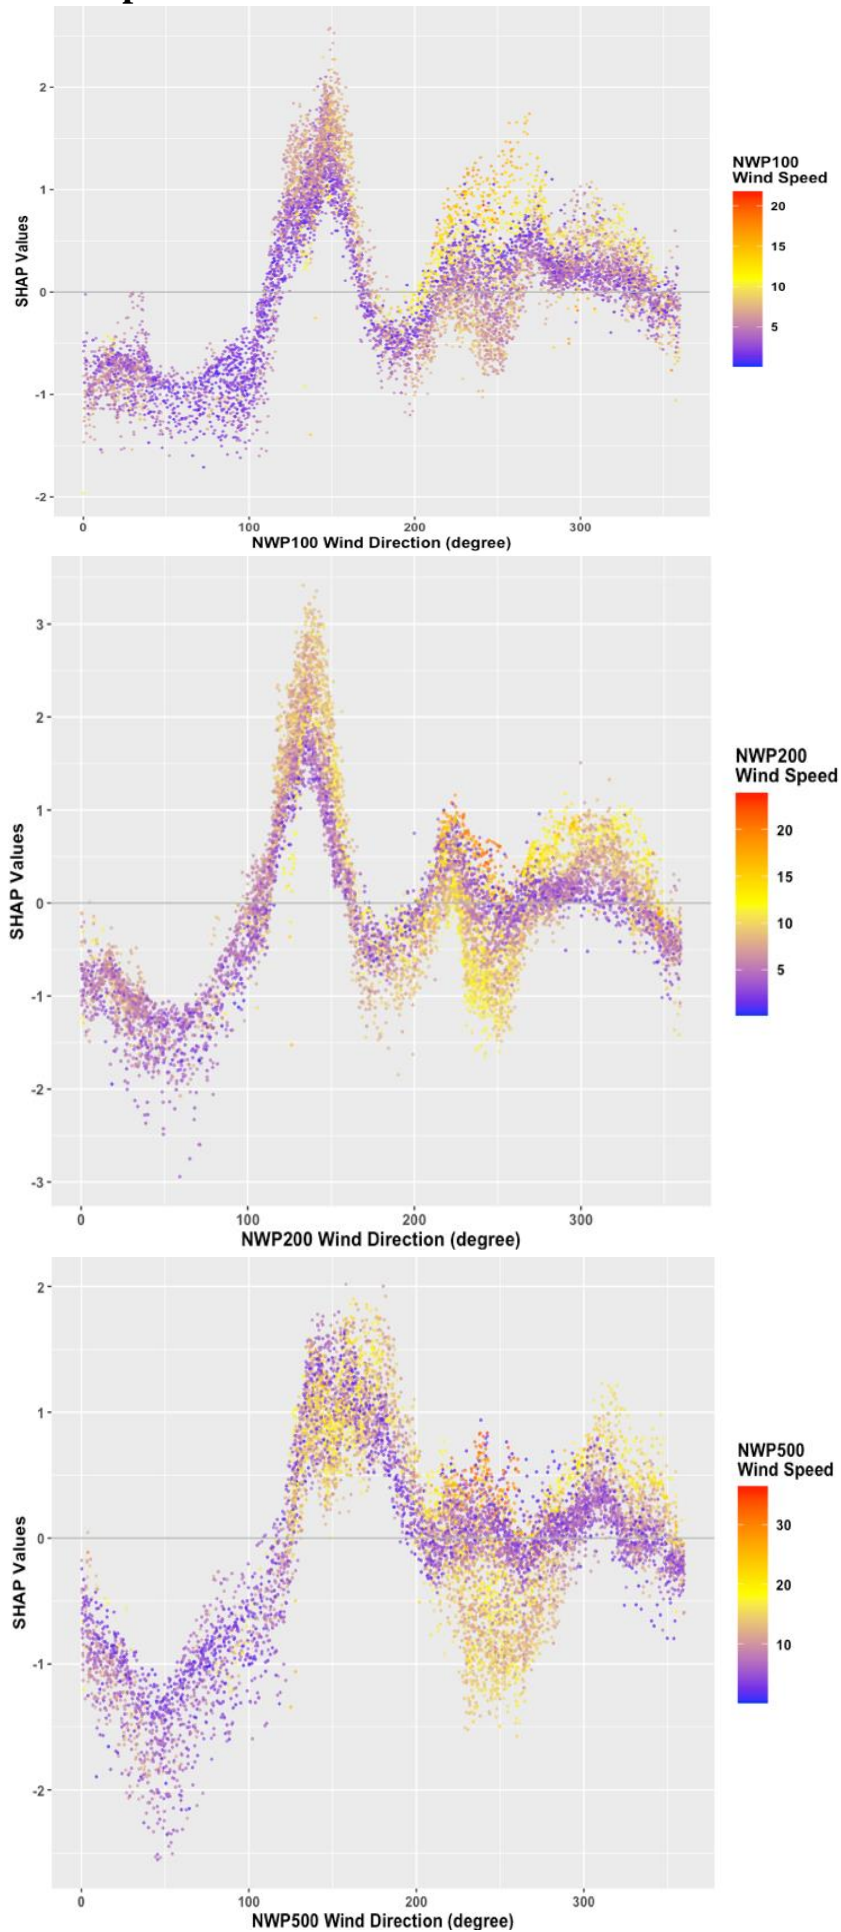 2
1
0
-1
-2
SHAP Values
0 100 200 300
NWP100 Wind Direction (degree)
NWP100
Wind Speed
20
15
10
5
3
2
1
0
-1
-2
-3
SHAP Values
0 100 200 300
NWP200 Wind Direction (degree)
NWP200
Wind Speed
20
15
10
5
2
1
0
-1
-2
SHAP Values
0 100 200 300
NWP500 Wind Direction (degree)
NWP500
Wind Speed
30
20
10